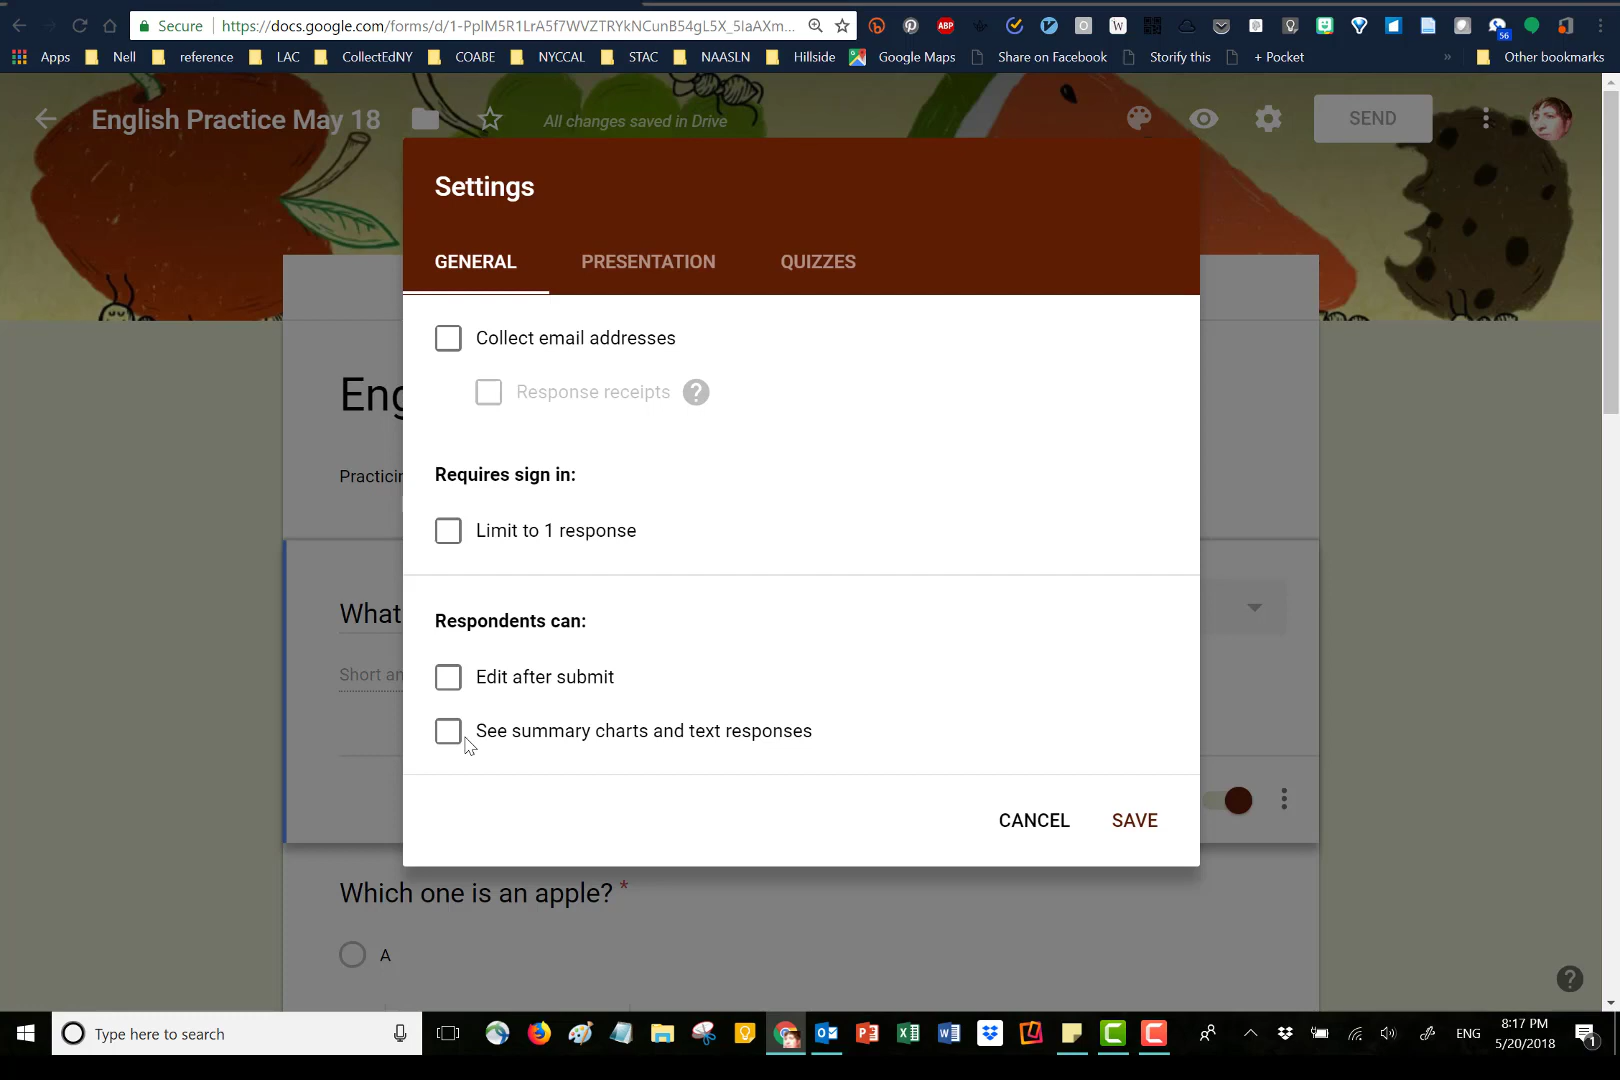 Secure https://docs.google.com/forms/d/1-PplM5R1LrA5f7WVZTRYkNCunB54gL5X_5IaAXm...
ABP
56
Apps Nell reference LAC CollectEdNY COABE NYCCAL STAC NAASLN Hillside Google Maps Share on Facebook Storify this + Pocket » Other bookmarks
English Practice May 18 All changes saved in Drive SEND
Settings
GENERAL PRESENTATION QUIZZES
Collect email addresses
Response receipts ?
Eng
Practicin
Requires sign in:
Limit to 1 response
Respondents can:
What
Edit after submit
Short an
See summary charts and text responses
CANCEL SAVE
Which one is an apple? *
A
Type here to search
ENG
8:17 PM
5/20/2018
1